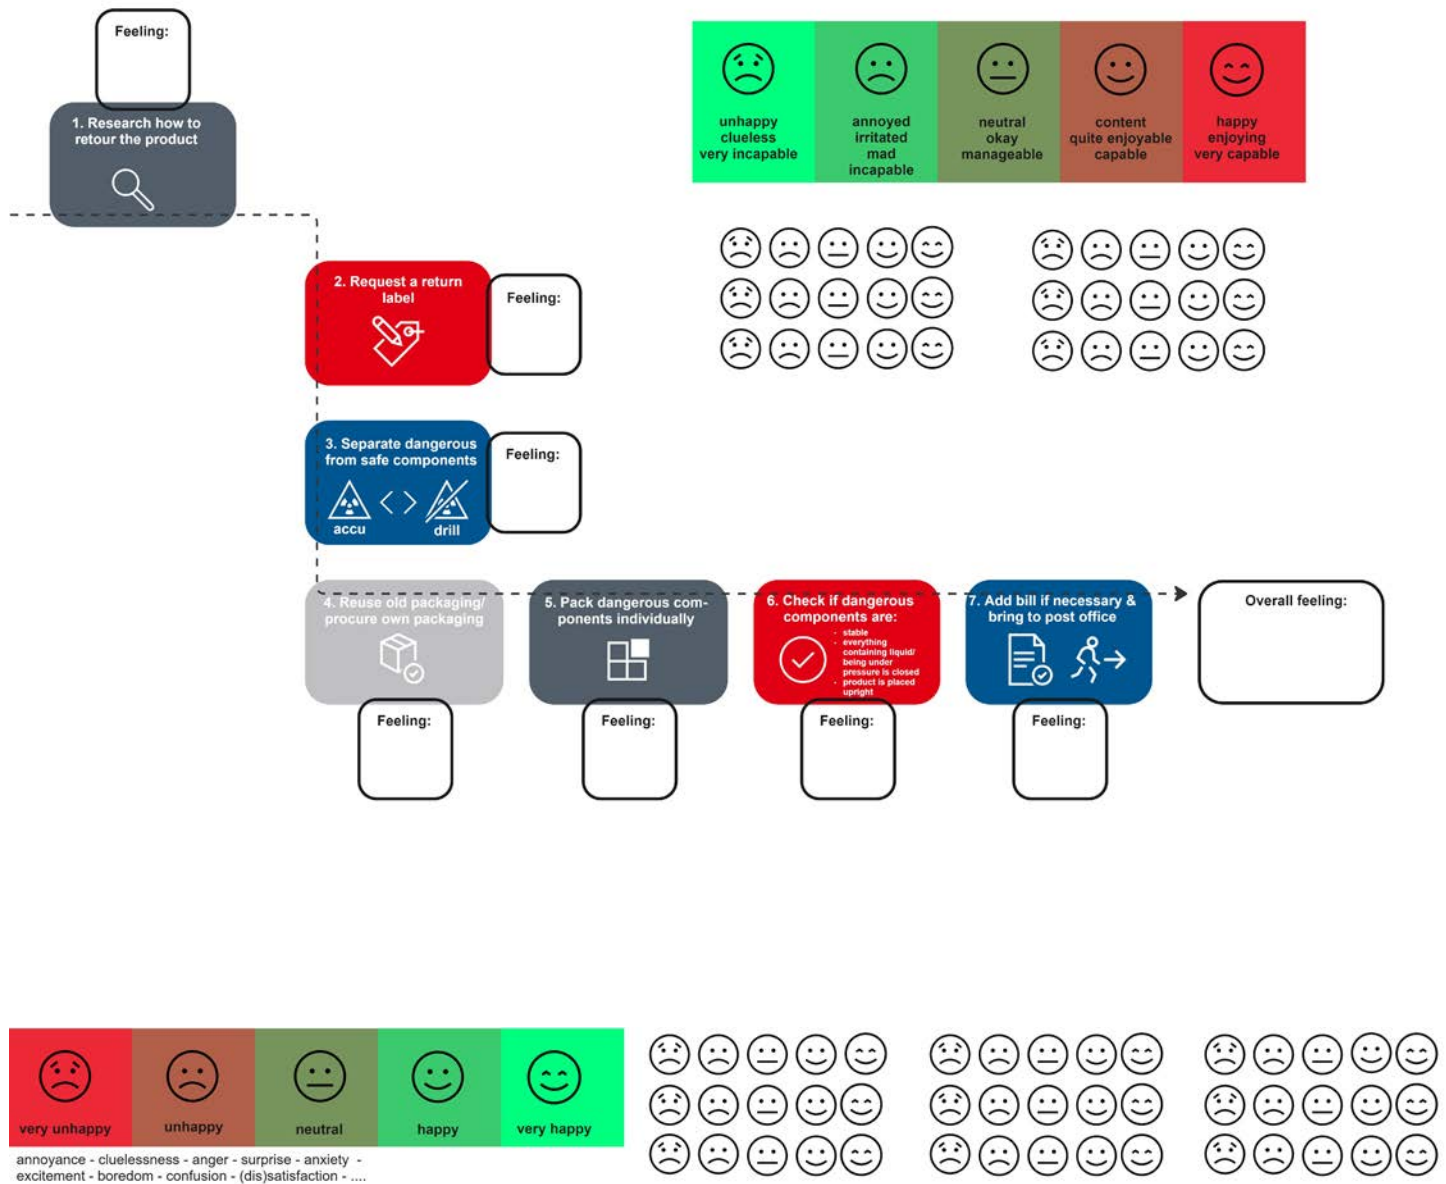 Feeling:
1. Research how to
retour the product
unhappy
clueless
very incapable
annoyed
irritated
mad
incapable
neutral
okay
manageable
content
quite enjoyable
capable
happy
enjoying
very capable
2. Request a return
label
Feeling:
3. Separate dangerous
from safe components
accu
drill
Feeling:
4. Reuse old packaging/
procure own packaging
Feeling:
5. Pack dangerous com-
ponents individually
Feeling:
6. Check if dangerous
components are:
- stable
- everything
containing liquid/
being under
pressure is closed
- product is placed
upright
Feeling:
7. Add bill if necessary &
bring to post office
Feeling:
Overall feeling:
very unhappy
unhappy
neutral
happy
very happy
annoyance - cluelessness - anger - surprise - anxiety -
excitement - boredom - confusion - (dis)satisfaction - ....